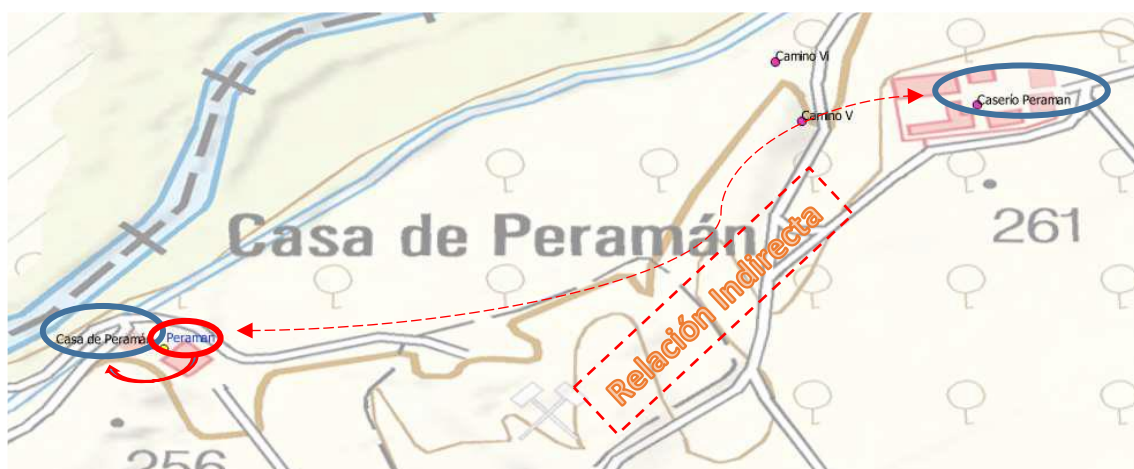 Camino VI
Caserío Peraman
Camino V
Casa de Peramán
261
Relación Indirecta
Casa de Peramán
Peraman
256